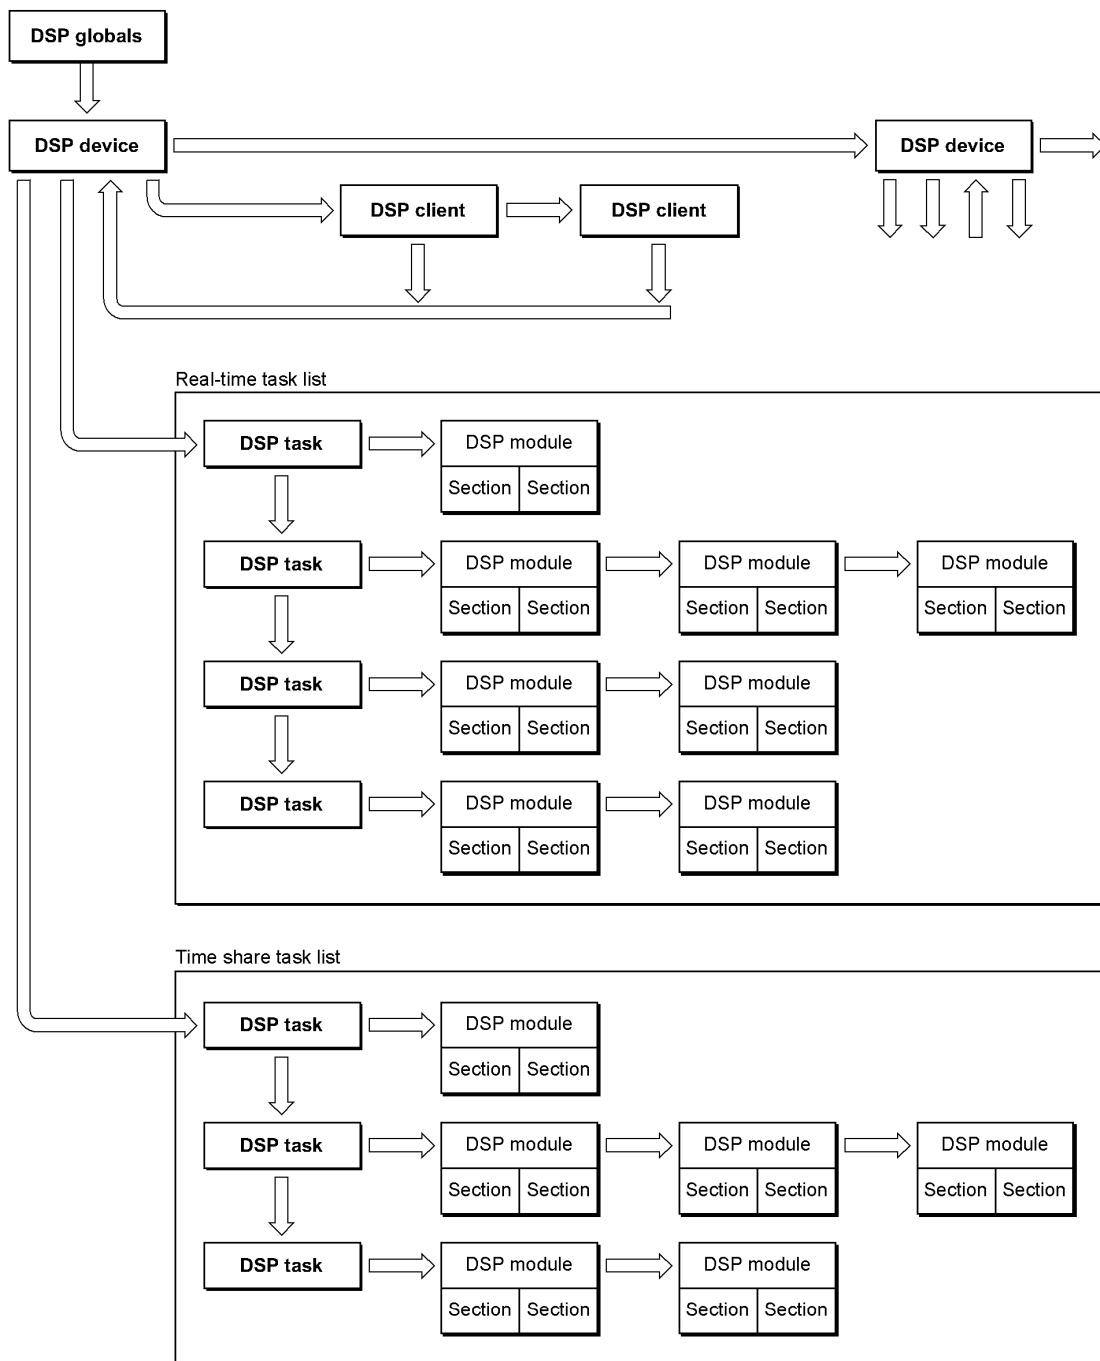 DSP globals
DSP device
DSP device
DSP client
DSP client
Real-time task list
DSP task
DSP module
Section Section
DSP task
DSP module
DSP module
DSP module
Section Section
Section Section
Section Section
DSP task
DSP module
DSP module
Section Section
Section Section
DSP task
DSP module
DSP module
Section Section
Section Section
Time share task list
DSP task
DSP module
Section Section
DSP task
DSP module
DSP module
DSP module
Section Section
Section Section
Section Section
DSP task
DSP module
DSP module
Section Section
Section Section